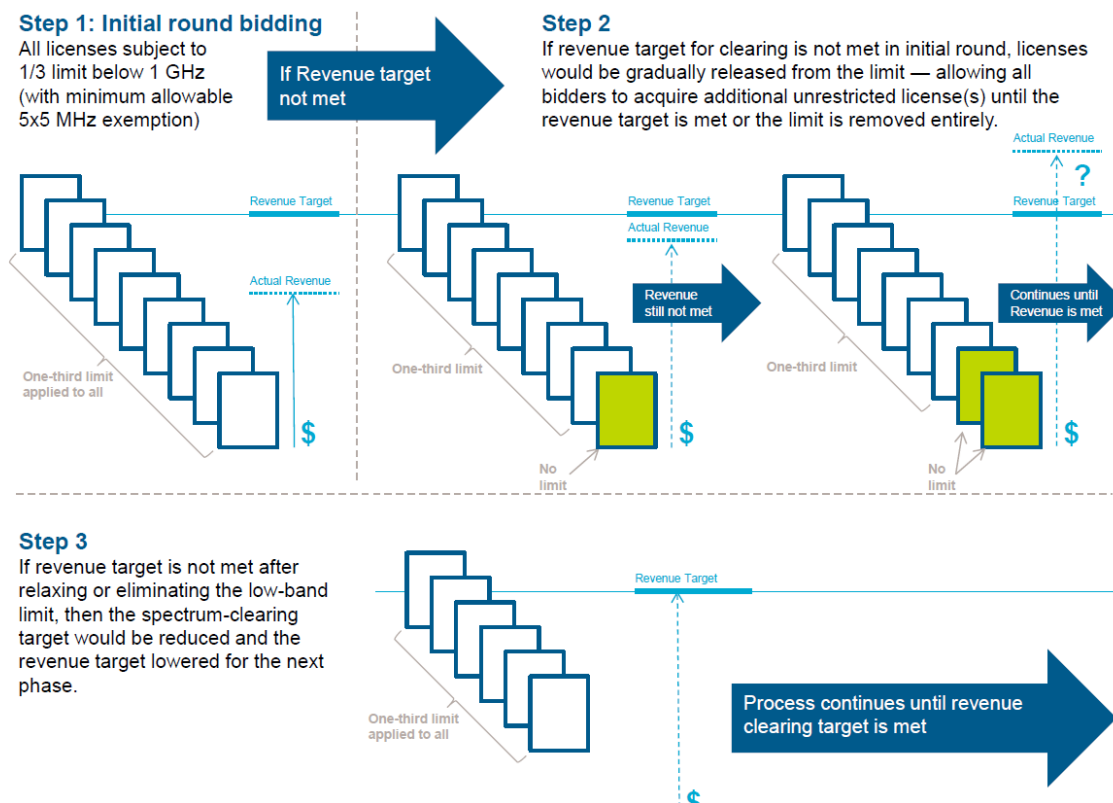 Step 1: Initial round bidding
All licenses subject to
1/3 limit below 1 GHz
(with minimum allowable
5x5 MHz exemption)
If Revenue target
not met
Step 2
If revenue target for clearing is not met in initial round, licenses
would be gradually released from the limit — allowing all
bidders to acquire additional unrestricted license(s) until the
revenue target is met or the limit is removed entirely.
Revenue Target
Actual Revenue
One-third limit
applied to all
$
Revenue Target
Actual Revenue
Revenue
still not met
One-third limit
$
No
limit
Actual Revenue
?
Revenue Target
Continues until
Revenue is met
One-third limit
$
No
limit
Step 3
If revenue target is not met after
relaxing or eliminating the low-band
limit, then the spectrum-clearing
target would be reduced and the
revenue target lowered for the next
phase.
Revenue Target
One-third limit
applied to all
Process continues until revenue
clearing target is met
$